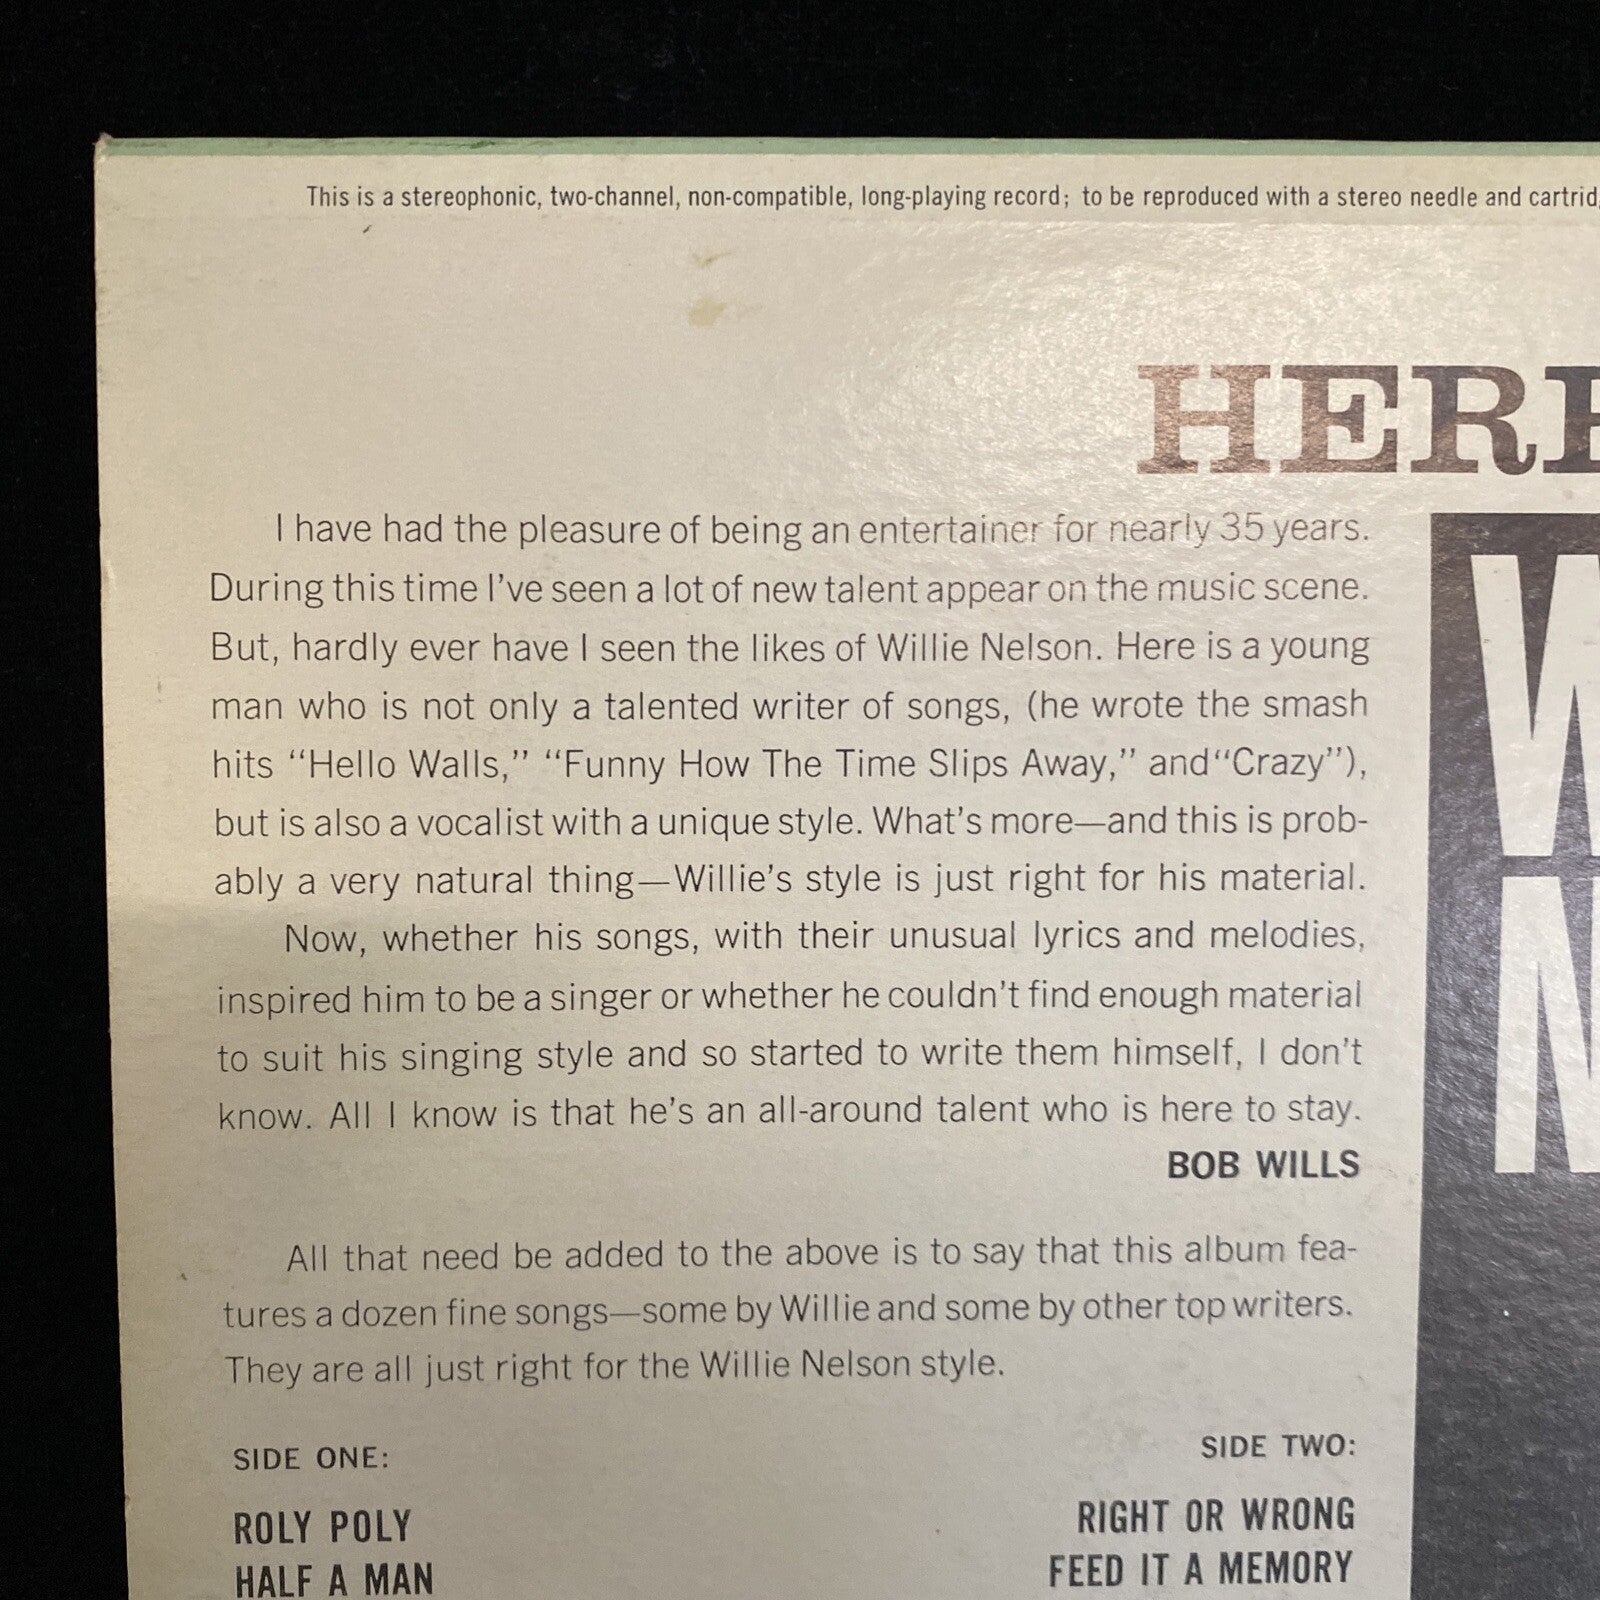 This is a stereophonic, two-channel, non-compatible, long-playing record; to be reproduced with a stereo needle and cartrid
HER
I have had the pleasure of being an entertainer for nearly 35 years.
During this time I've seen a lot of new talent appear on the music scene.
But, hardly ever have I seen the likes of Willie Nelson. Here is a young
man who is not only a talented writer of songs, (he wrote the smash
hits “Hello Walls,” “Funny How The Time Slips Away,” and“Crazy”),
but is also a vocalist with a unique style. What's more—and this is prob-
ably a very natural thing—Willie's style is just right for his material.
Now, whether his songs, with their unusual lyrics and melodies,
inspired him to be a singer or whether he couldn't find enough material
to suit his singing style and so started to write them himself, I don't
know. All I know is that he's an all-around talent who is here to stay.
BOB WILLS
All that need be added to the above is to say that this album fea-
tures a dozen fine songs—some by Willie and some by other top writers.
They are all just right for the Willie Nelson style.
SIDE ONE:
ROLY POLY
HALF A MAN
SIDE TWO:
RIGHT OR WRONG
FEED IT A MEMORY